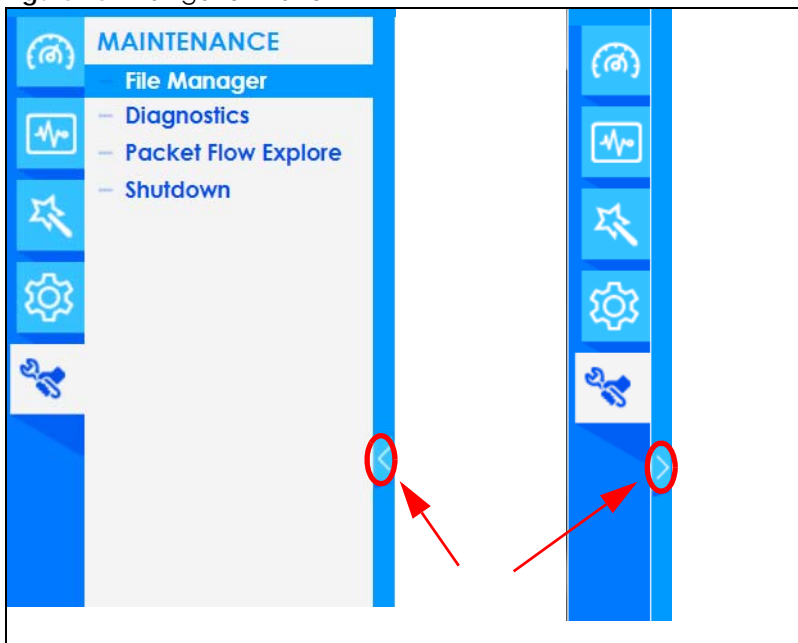 MAINTENANCE
File Manager
Diagnostics
Packet Flow Explore
Shutdown